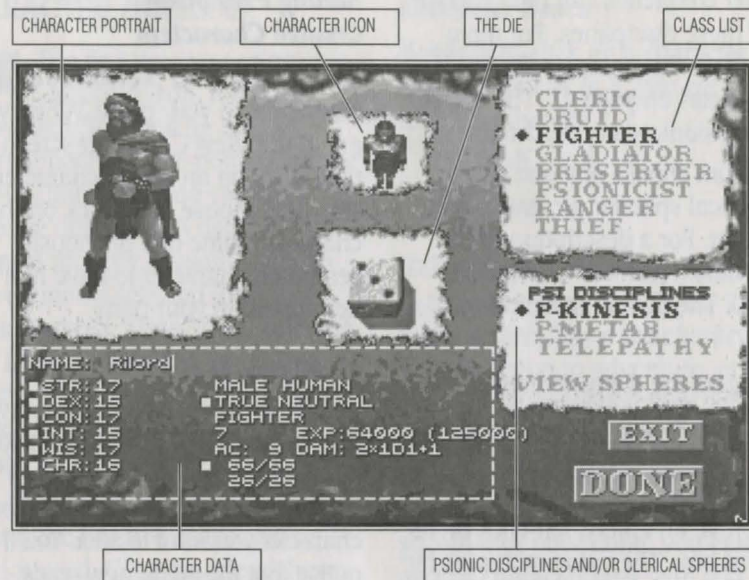 CHARACTER PORTRAIT
CHARACTER ICON
THE DIE
CLASS LIST
CLERIC
DRUID
FIGHTER
GLADIATOR
PRESERVER
PSIONICIST
RANGER
THIEF
PSI DISCIPLINES
P-KINESIS
P-METAB
TELEPATHY
VIEW SPHERES
NAME: Rilord
STR: 17 MALE HUMAN
DEX: 15 TRUE NEUTRAL
CON: 17 FIGHTER
INT: 15 7 EXP:64000 (125000)
WIS: 17 AC: 9 DAM: 2x1D1+1
CHR: 16 66/66
26/26
EXIT
DONE
CHARACTER DATA
PSIONIC DISCIPLINES AND/OR CLERICAL SPHERES